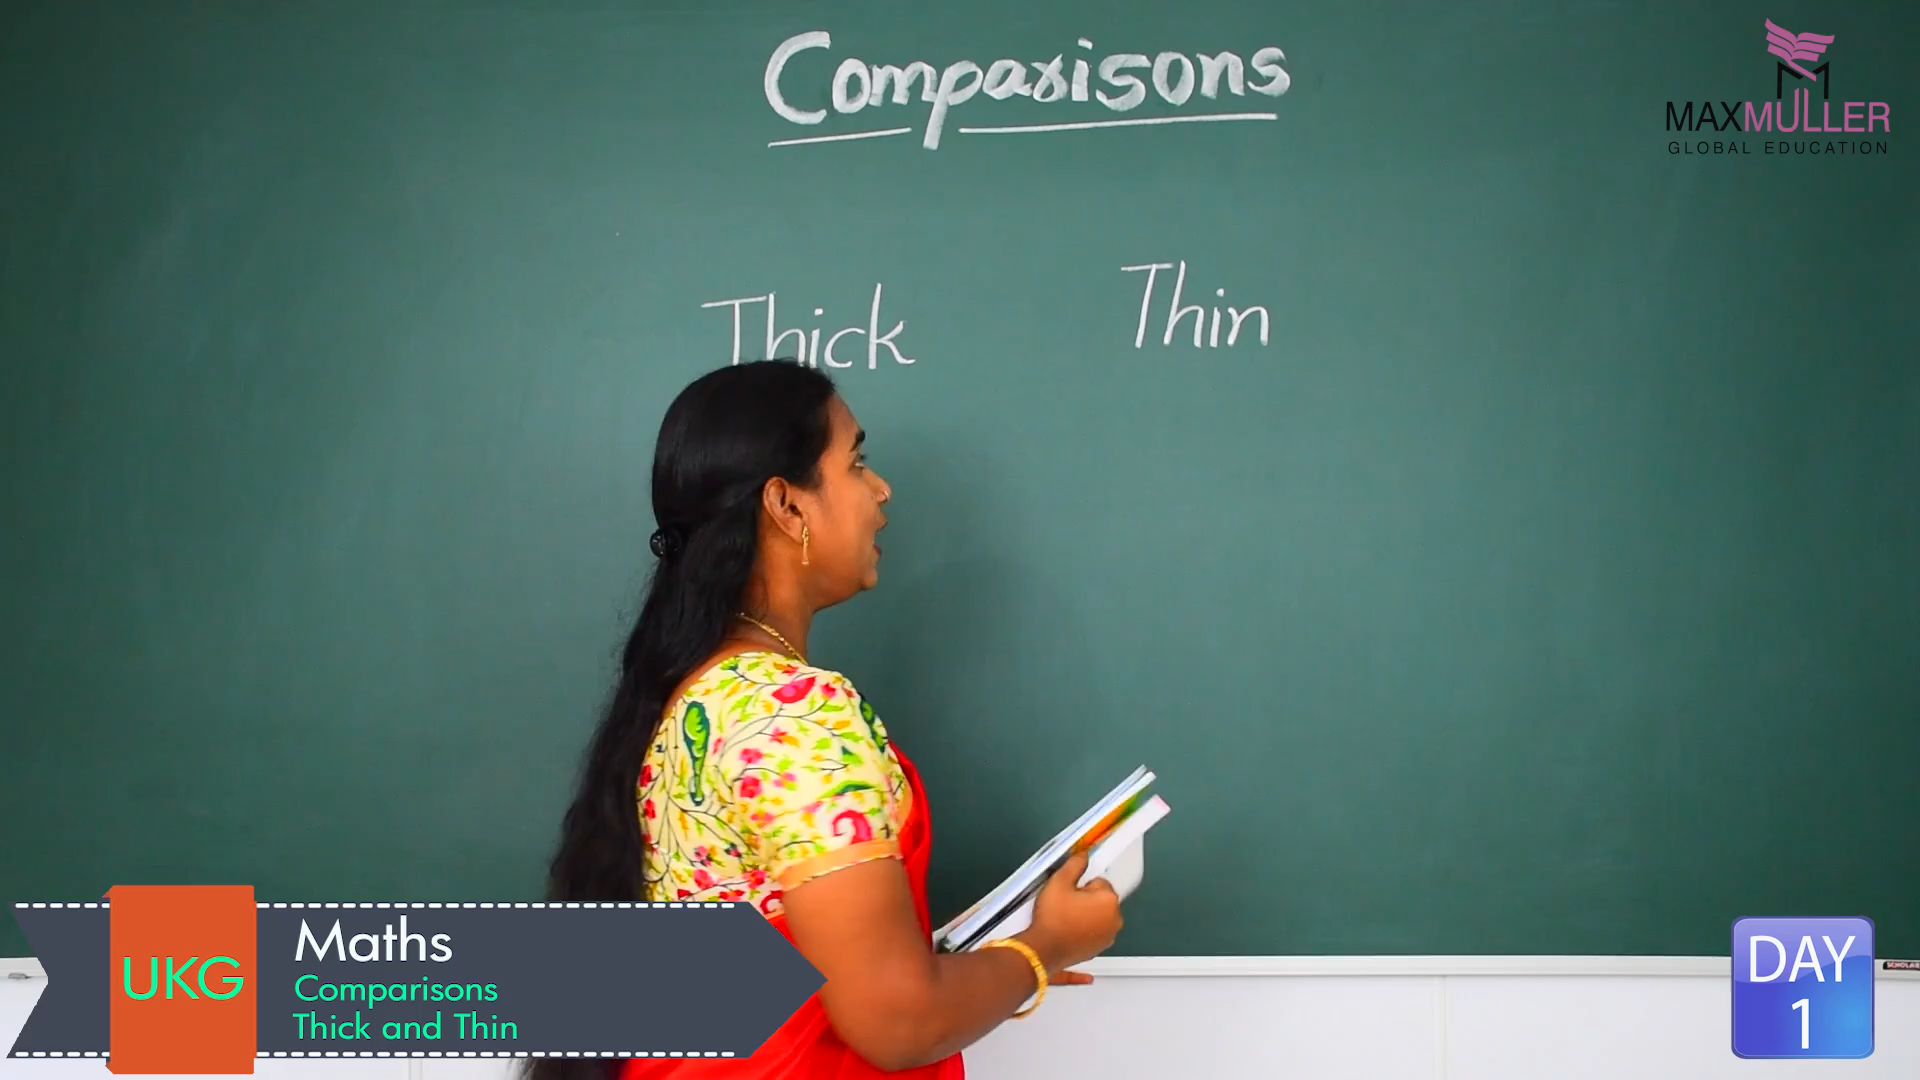 Comparisons
MAXMULLER
GLOBAL EDUCATION
Thick Thin
UKG
Maths
Comparisons
Thick and Thin
DAY
1